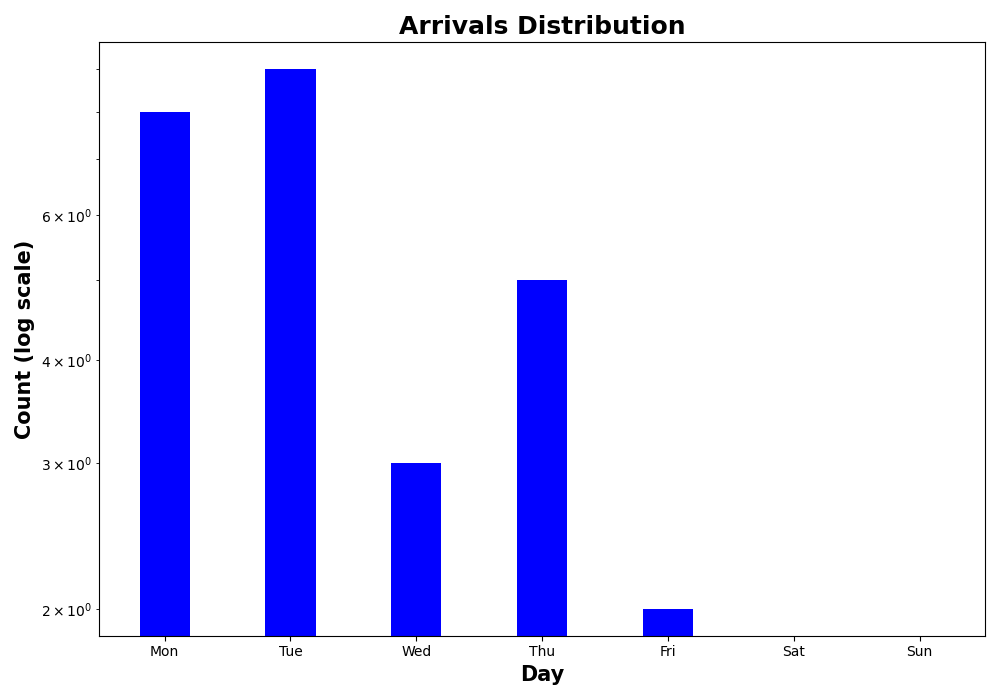 Arrivals Distribution
Count (log scale)
6 × 10⁰
4 × 10⁰
3 × 10⁰
2 × 10⁰
Mon Tue Wed Thu Fri Sat Sun
Day